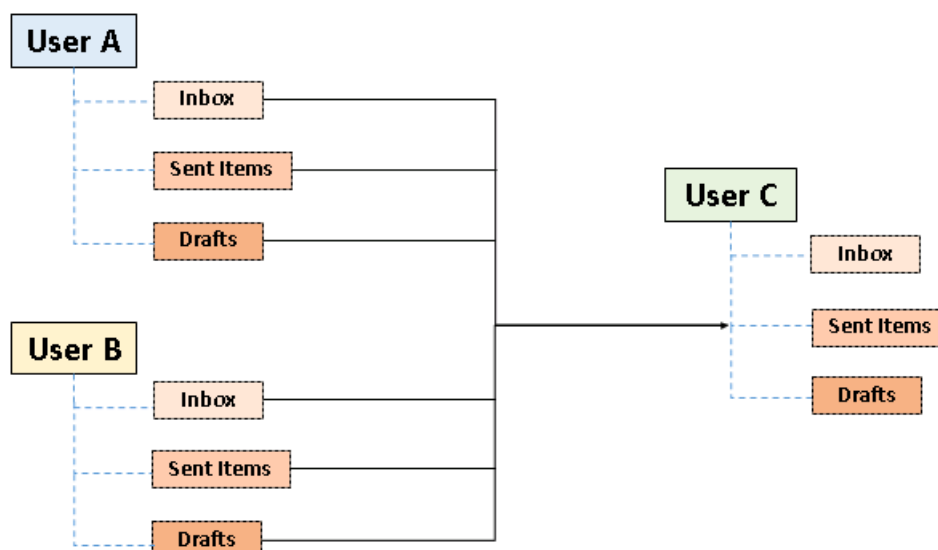 User A
Inbox
Sent Items
Drafts
User B
Inbox
Sent Items
Drafts
User C
Inbox
Sent Items
Drafts